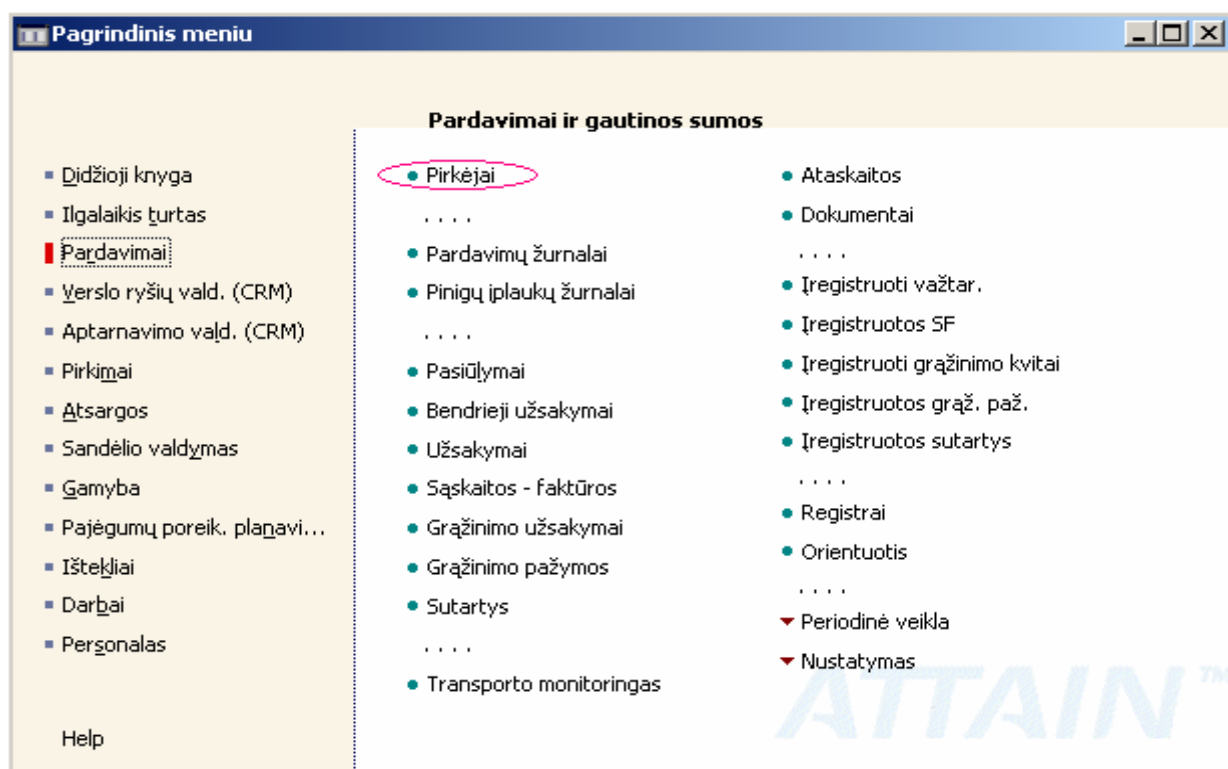 Pagrindinis meniu
Pardavimai ir gautinos sumos
Didžioji knyga
Ilgalaikis turtas
Pardavimai
Verslo ryšių vald. (CRM)
Aptarnavimo vald. (CRM)
Pirkimai
Atsargos
Sandėlio valdymas
Gamyba
Pajėgumų poreik. planavi...
Ištekliai
Darbai
Personalas
Help
Pirkėjai
. . . .
Pardavimų žurnalai
Pinigų įplaukų žurnalai
. . . .
Pasiūlymai
Bendrieji užsakymai
Užsakymai
Sąskaitos - faktūros
Grąžinimo užsakymai
Grąžinimo pažymos
Sutartys
. . . .
Transporto monitoringas
Ataskaitos
Dokumentai
. . . .
Įregistruoti važtar.
Įregistruotos SF
Įregistruoti grąžinimo kvitai
Įregistruotos grąž. paž.
Įregistruotos sutartys
. . . .
Registrai
Orientuotis
. . . .
Periodinė veikla
Nustatymas
ATTAIN™